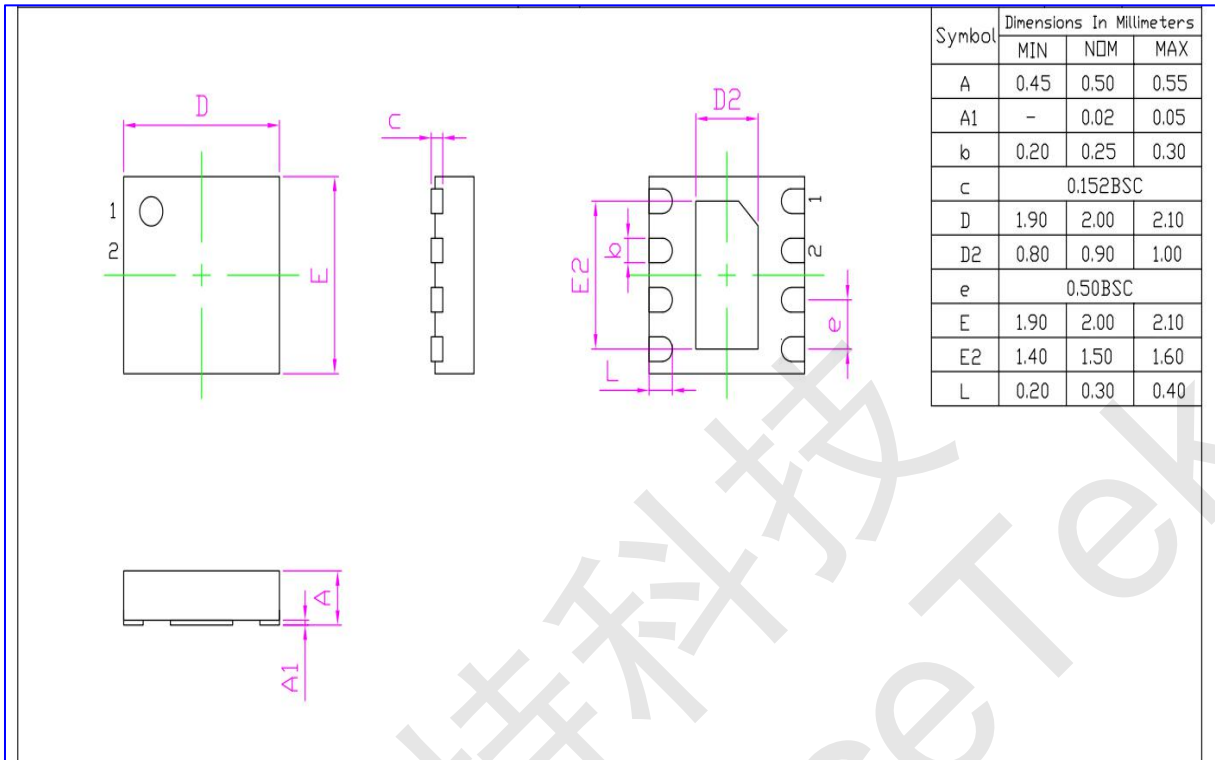 Symbol Dimensions In Millimeters
MIN NOM MAX
A 0.45 0.50 0.55
A1 - 0.02 0.05
b 0.20 0.25 0.30
c 0.152BSC
D 1.90 2.00 2.10
D2 0.80 0.90 1.00
e 0.50BSC
E 1.90 2.00 2.10
E2 1.40 1.50 1.60
L 0.20 0.30 0.40
D
1
2
E
C
D2
E2
b
1
2
e
L
A
A1
特科技
Tek